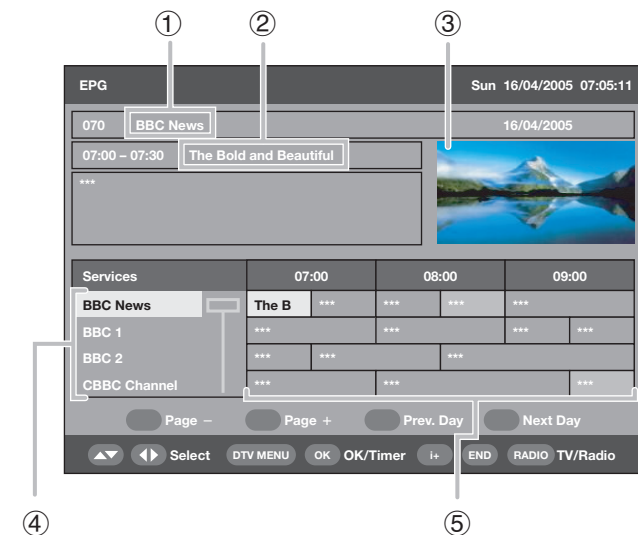 ① ② ③
EPG Sun 16/04/2005 07:05:11
070 BBC News 16/04/2005
07:00 – 07:30 The Bold and Beautiful
***
Services 07:00 08:00 09:00
BBC News The B *** *** *** ***
BBC 1 *** *** *** ***
BBC 2 *** *** ***
CBBC Channel *** *** ***
Page – Page + Prev. Day Next Day
Select DTV MENU OK OK/Timer i+ END RADIO TV/Radio
④ ⑤